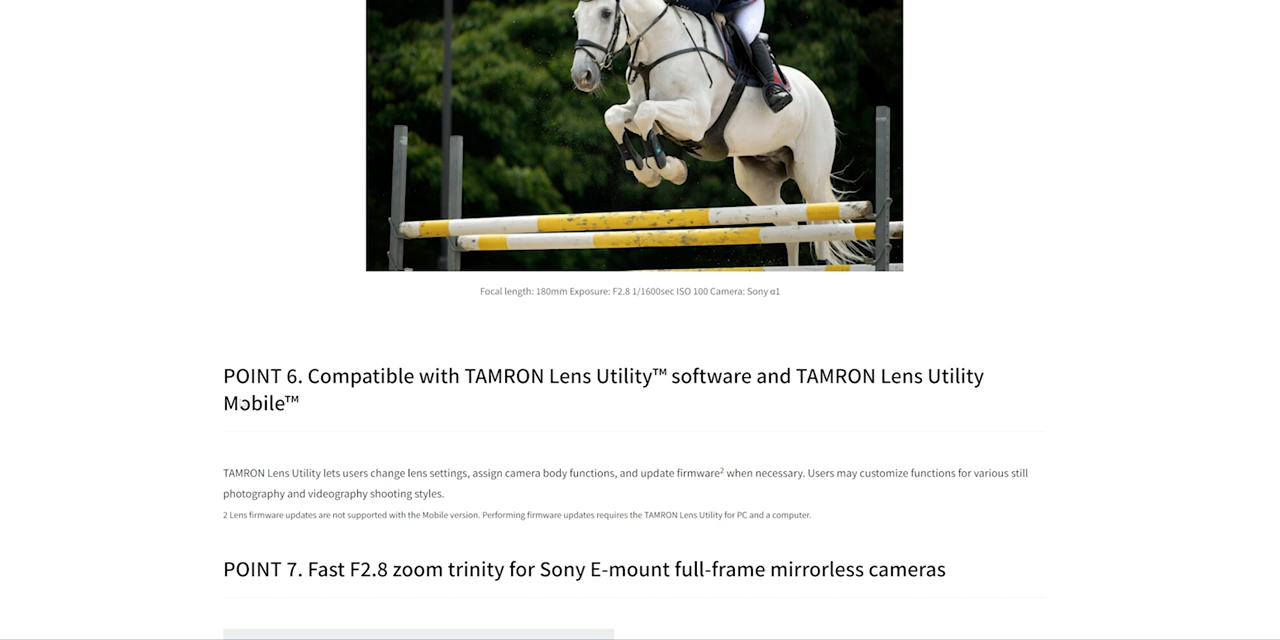 Focal length: 180mm Exposure: F2.8 1/1600sec ISO 100 Camera: Sony α1
POINT 6. Compatible with TAMRON Lens Utility™ software and TAMRON Lens Utility
Mobile™
TAMRON Lens Utility lets users change lens settings, assign camera body functions, and update firmware² when necessary. Users may customize functions for various still
photography and videography shooting styles.
2 Lens firmware updates are not supported with the Mobile version. Performing firmware updates requires the TAMRON Lens Utility for PC and a computer.
POINT 7. Fast F2.8 zoom trinity for Sony E-mount full-frame mirrorless cameras